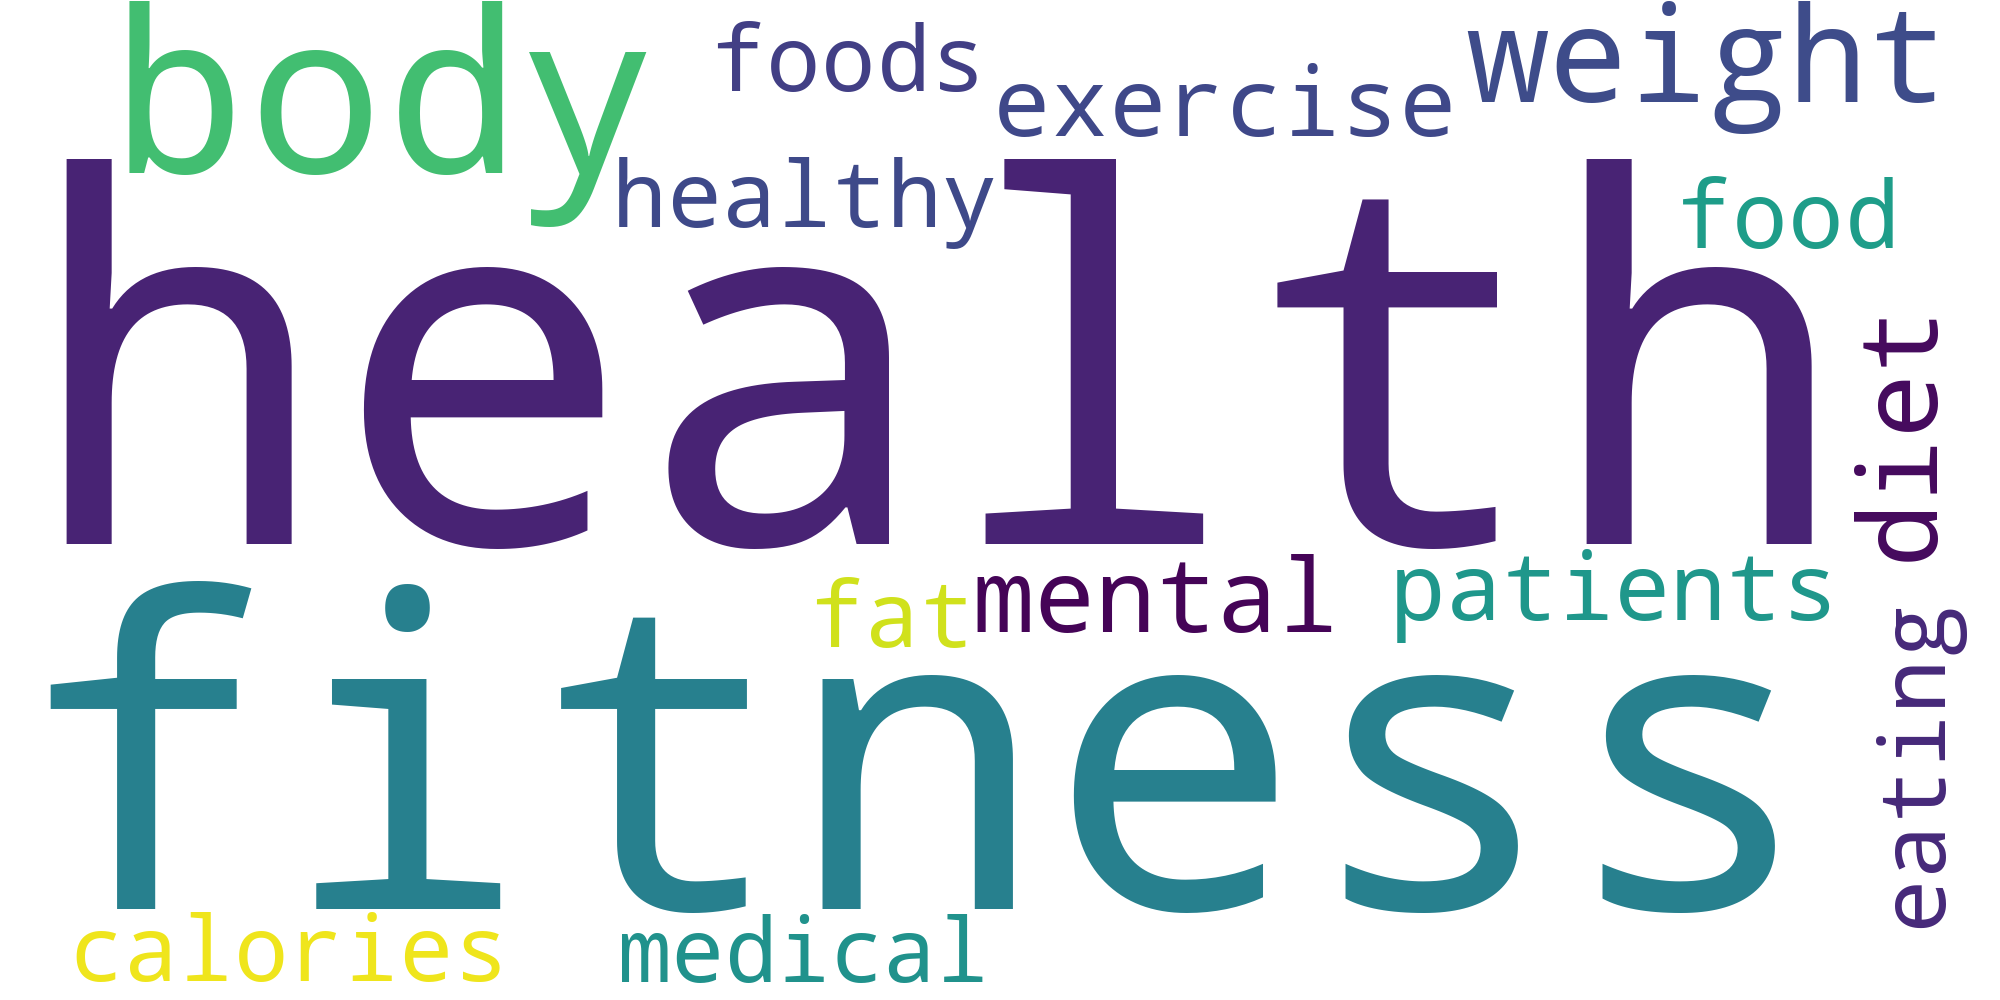 body
foods
exercise
weight
healthy
food
health
diet
fat
mental
patients
fitness
eating
calories
medical